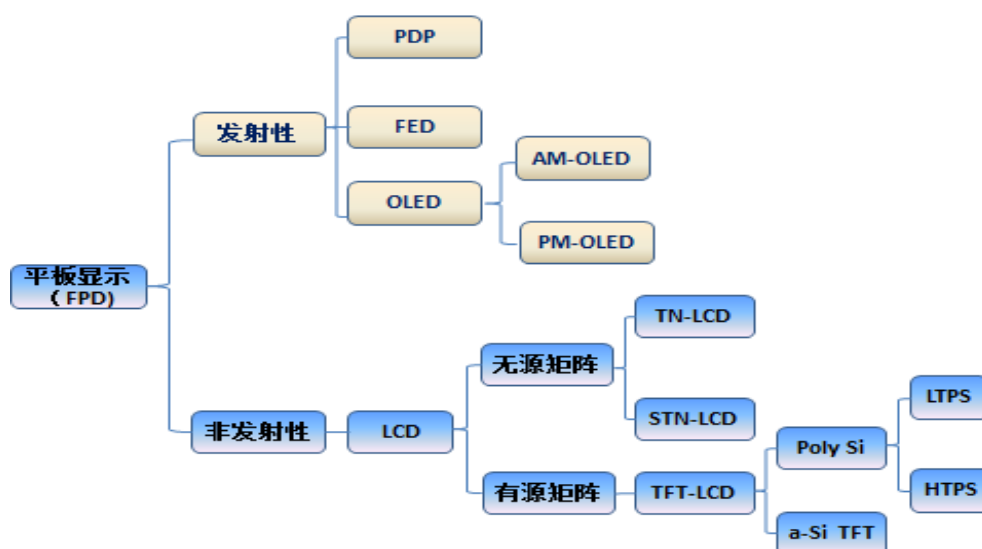 PDP
发射性
FED
AM-OLED
OLED
PM-OLED
平板显示
（FPD)
TN-LCD
无源矩阵
LTPS
非发射性
LCD
STN-LCD
Poly Si
有源矩阵
TFT-LCD
HTPS
a-Si TFT